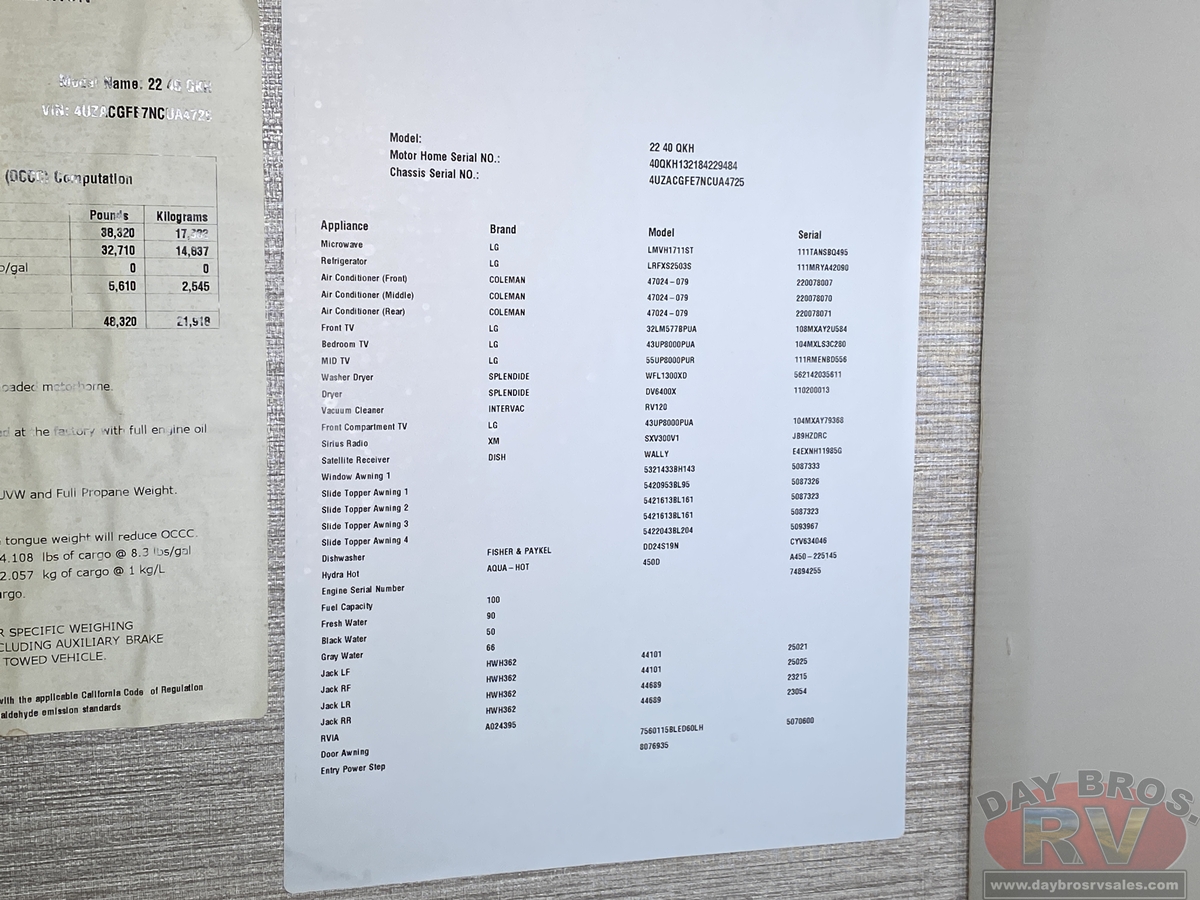 Model Name: 22 40 QKH
VIN: 4UZACGFE7NCUA4725
(OCCC) Computation
Pounds Kilograms
38,320
32,710 14,837
b/gal 0 0
5,610 2,545
48,320 21,918
loaded motorhome.
ed at the factory with full engine oil
UVW and Full Propane Weight.
tongue weight will reduce OCCC.
4.108 lbs of cargo @ 8.3 lbs/gal
2.057 kg of cargo @ 1 kg/L
argo.
R SPECIFIC WEIGHING
CLUDING AUXILIARY BRAKE
TOWED VEHICLE.
with the applicable California Code of Regulation
aldehyde emission standards
Model: 22 40 QKH
Motor Home Serial NO.: 40QKH132184229484
Chassis Serial NO.: 4UZACGFE7NCUA4725
Appliance Brand Model Serial
Microwave LG LMVH1711ST 111TANSBQ495
Refrigerator LG LRFXS2503S 111MRYA42090
Air Conditioner (Front) COLEMAN 47024-079 220078007
Air Conditioner (Middle) COLEMAN 47024-079 220078070
Air Conditioner (Rear) COLEMAN 47024-079 220078071
Front TV LG 32LM577BPUA 108MXAY2U584
Bedroom TV LG 43UP8000PUA 104MXLS3C280
MID TV LG 55UP8000PUR 111RMENBD556
Washer Dryer SPLENDIDE WFL1300XD 562142035611
Dryer SPLENDIDE DV6400X 110200013
Vacuum Cleaner INTERVAC RV120
Front Compartment TV LG 43UP8000PUA 104MXAY79368
Sirius Radio XM SXV300V1 JB9HZDRC
Satellite Receiver DISH WALLY E4EXNH11985G
Window Awning 1 5321433BH143 5087333
Slide Topper Awning 1 5420953BL95 5087326
Slide Topper Awning 2 5421613BL161 5087323
Slide Topper Awning 3 5421613BL161 5087323
Slide Topper Awning 4 5422043BL204 5093967
Dishwasher FISHER & PAYKEL DD24S19N CYV634046
Hydra Hot AQUA-HOT 450D A450-225145
Engine Serial Number 74894255
Fuel Capacity 100
Fresh Water 90
Black Water 50
Gray Water 66
Jack LF HWH362 44101 25021
Jack RF HWH362 44101 25025
Jack LR HWH362 44689 23215
Jack RR HWH362 44689 23054
RVIA A024395
Door Awning 7560115BLED60LH 5070600
Entry Power Step 8076935
DAY BROS.
RV
www.daybrosrvsales.com